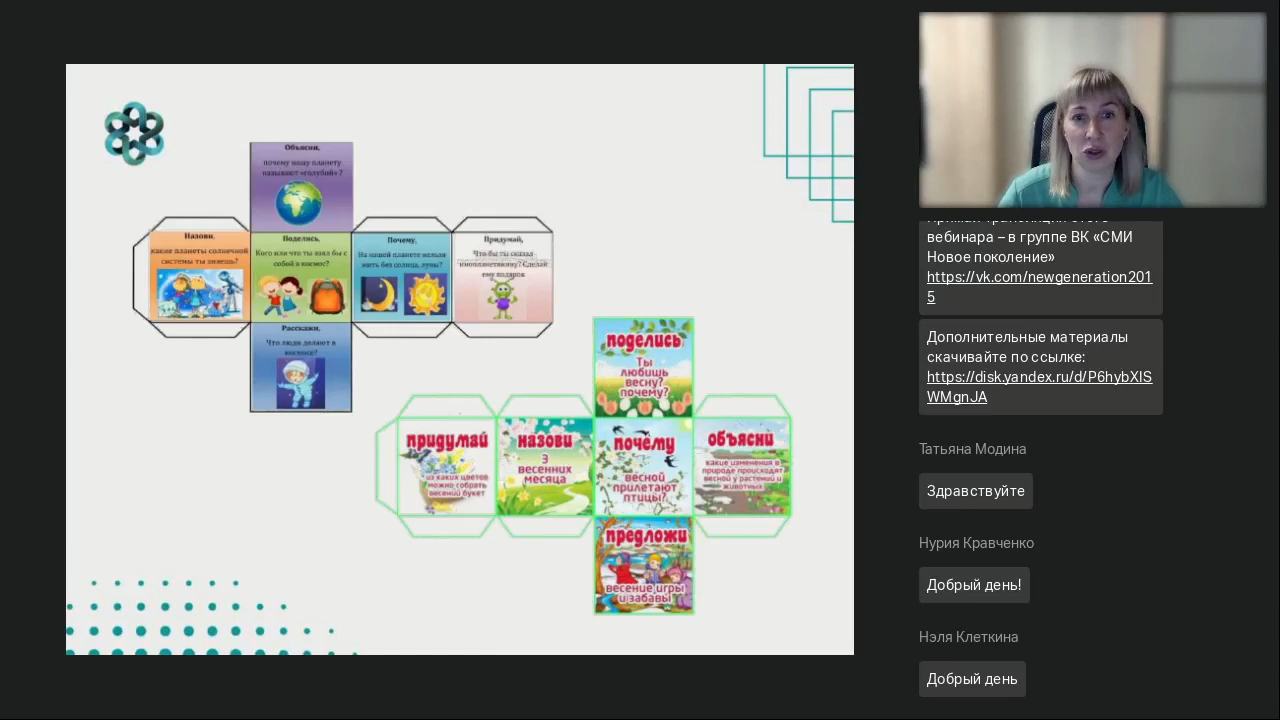 Объясни,
почему нашу планету
называют «голубой» ?
Назови,
какие планеты солнечной
системы ты знаешь?
Поделись,
Кого или что ты взял бы с
собой в космос?
Почему,
На нашей планете нельзя
жить без солнца, луны?
Придумай,
Что бы ты сказал
инопланетянину? Сделай
ему подарок
Расскажи,
Что люди делают в
космосе?
поделись
Ты
любишь
весну?
почему?
придумай
из каких цветов
можно собрать
весений букет
назови
3
весенних
месяца
почему
весной
прилетают
птицы?
объясни
какие изменения в
природе происходят
весной у растений и
животных
предложи
весение игры
и забавы
вебинара – в группе ВК «СМИ
Новое поколение»
https://vk.com/newgeneration201
5
Дополнительные материалы
скачивайте по ссылке:
https://disk.yandex.ru/d/P6hybXIS
WMgnJA
Татьяна Модина
Здравствуйте
Нурия Кравченко
Добрый день!
Нэля Клеткина
Добрый день